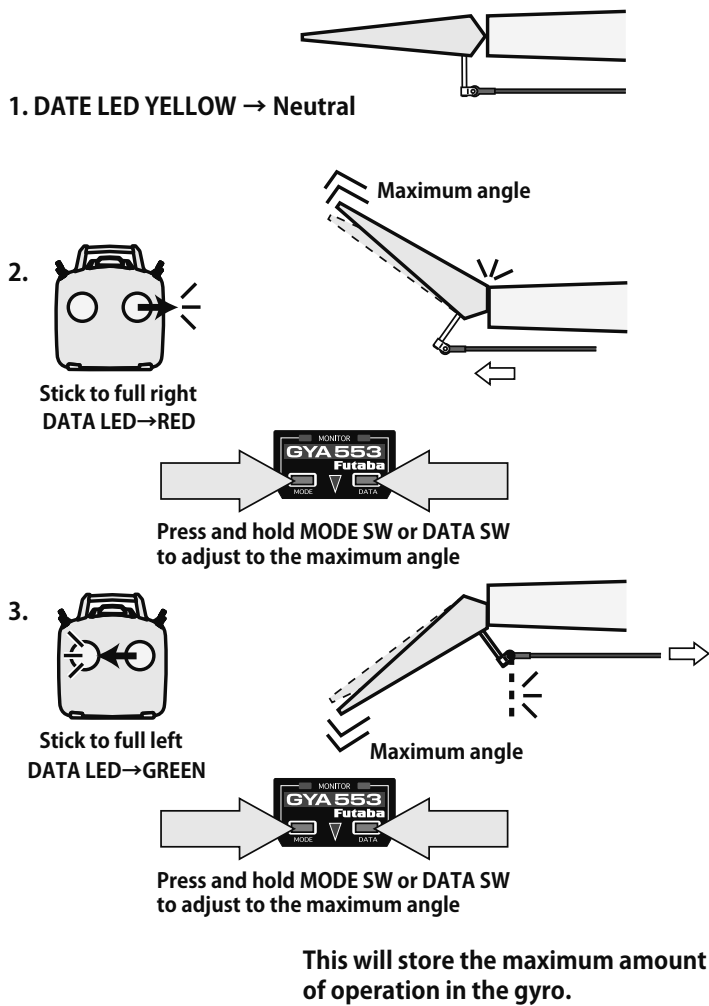 1. DATE LED YELLOW → Neutral
Maximum angle
2.
Stick to full right
DATA LED→RED
MONITOR
GYA553
Futaba
MODE
DATA
Press and hold MODE SW or DATA SW
to adjust to the maximum angle
3.
Stick to full left
DATA LED→GREEN
Maximum angle
MONITOR
GYA553
Futaba
MODE
DATA
Press and hold MODE SW or DATA SW
to adjust to the maximum angle
This will store the maximum amount
of operation in the gyro.